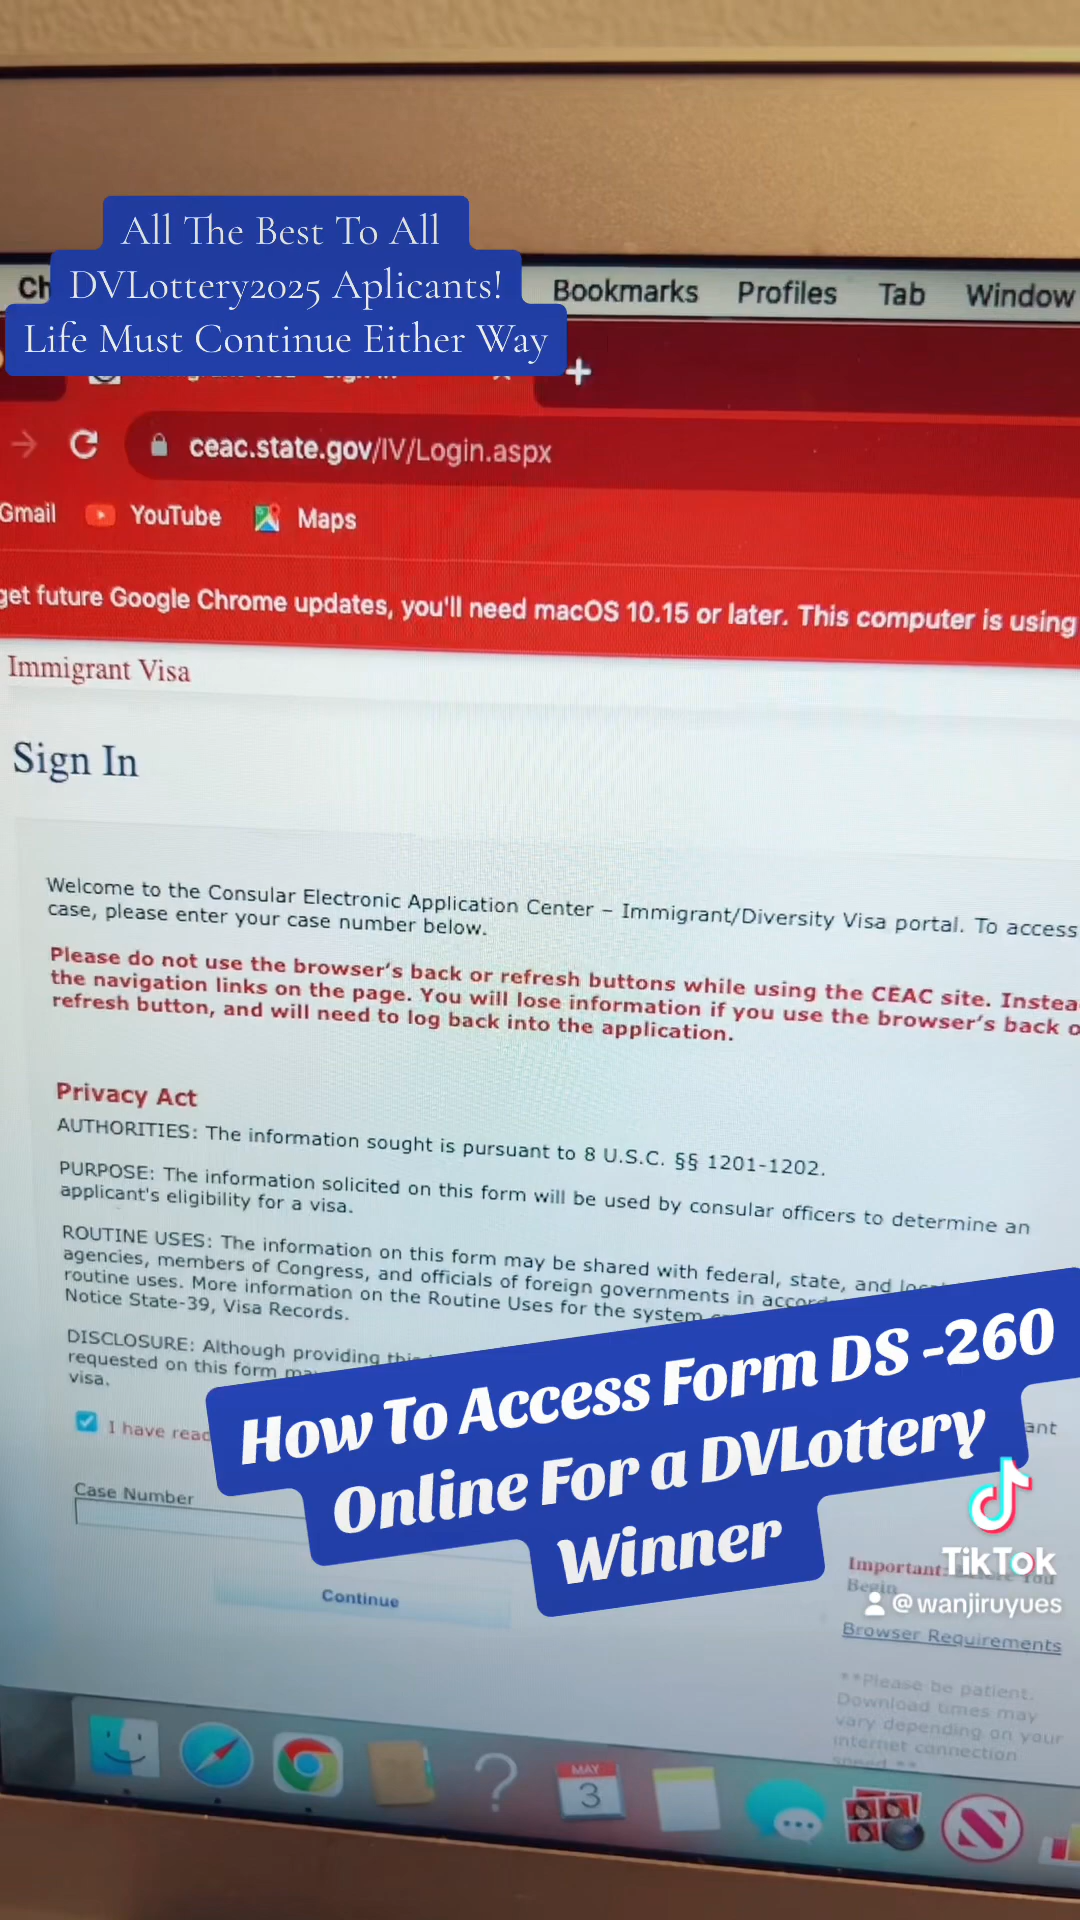 All The Best To All
DVLottery2025 Aplicants!
Life Must Continue Either Way
Ch Bookmarks Profiles Tab Window
ceac.state.gov/IV/Login.aspx
Gmail YouTube Maps
get future Google Chrome updates, you'll need macOS 10.15 or later. This computer is using
Immigrant Visa
Sign In
Welcome to the Consular Electronic Application Center – Immigrant/Diversity Visa portal. To access
case, please enter your case number below.
Please do not use the browser's back or refresh buttons while using the CEAC site. Instea
the navigation links on the page. You will lose information if you use the browser's back o
refresh button, and will need to log back into the application.
Privacy Act
AUTHORITIES: The information sought is pursuant to 8 U.S.C. §§ 1201-1202.
PURPOSE: The information solicited on this form will be used by consular officers to determine an
applicant's eligibility for a visa.
ROUTINE USES: The information on this form may be shared with federal, state, and
agencies, members of Congress, and officials of foreign governments in
routine uses. More information on the Routine Uses for the system
Notice State-39, Visa Records.
DISCLOSURE: Although providing
requested on this form
visa.
I have read
Case Number
Continue
How To Access Form DS -260
Online For a DVLottery
Winner
TikTok
@wanjiruyues
Important: You
Begin
Browser Requirements
**Please be patient.
Download times may
vary depending on your
internet connection
speed.**
MAY
3